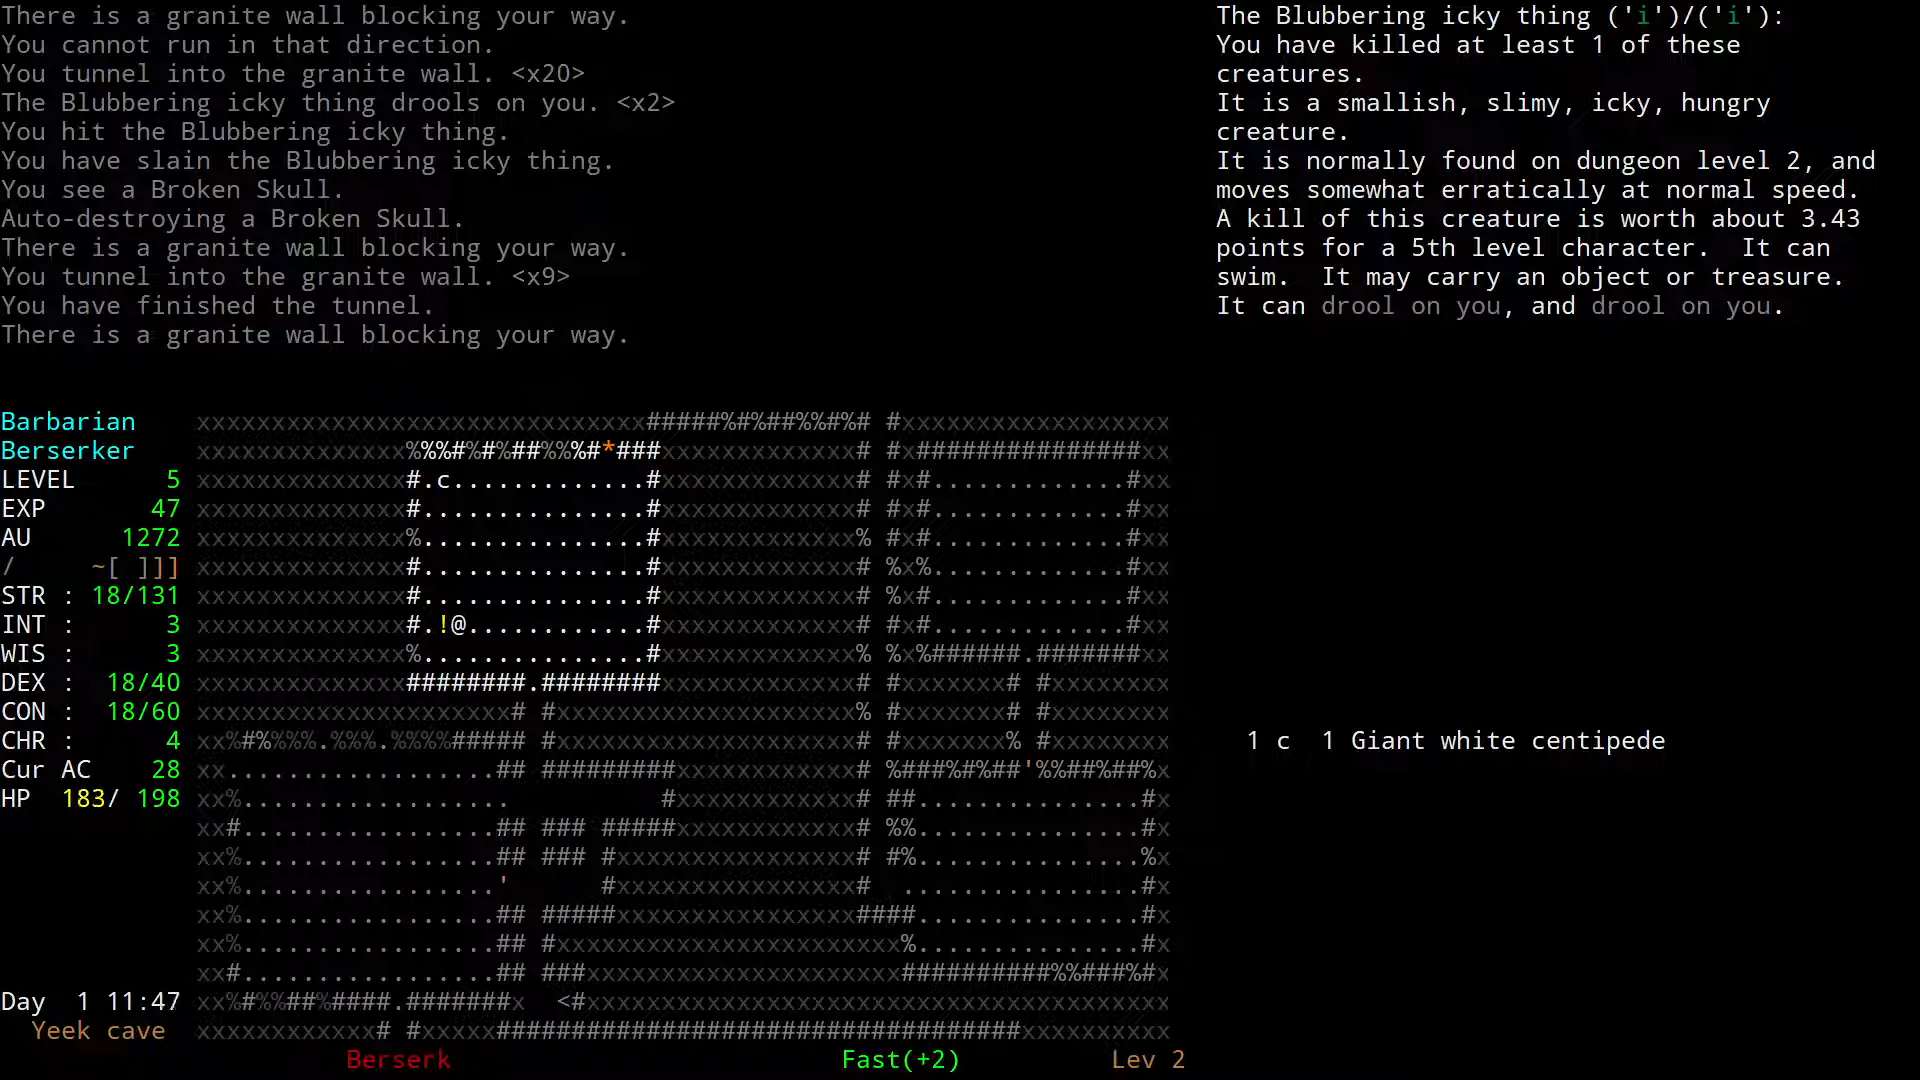 There is a granite wall blocking your way.
You cannot run in that direction.
You tunnel into the granite wall. <x20>
The Blubbering icky thing drools on you. <x2>
You hit the Blubbering icky thing.
You have slain the Blubbering icky thing.
You see a Broken Skull.
Auto-destroying a Broken Skull.
There is a granite wall blocking your way.
You tunnel into the granite wall. <x9>
You have finished the tunnel.
There is a granite wall blocking your way.
The Blubbering icky thing ('i')/('i'):
You have killed at least 1 of these
creatures.
It is a smallish, slimy, icky, hungry
creature.
It is normally found on dungeon level 2, and
moves somewhat erratically at normal speed.
A kill of this creature is worth about 3.43
points for a 5th level character.  It can
swim.  It may carry an object or treasure.
It can drool on you, and drool on you.
Barbarian
Berserker
LEVEL 5
EXP 47
AU 1272
/ ~[ ]]]
STR : 18/131
INT : 3
WIS : 3
DEX : 18/40
CON : 18/60
CHR : 4
Cur AC 28
HP 183/ 198
Day 1 11:47
Yeek cave
1 c 1 Giant white centipede
Berserk
Fast(+2)
Lev 2